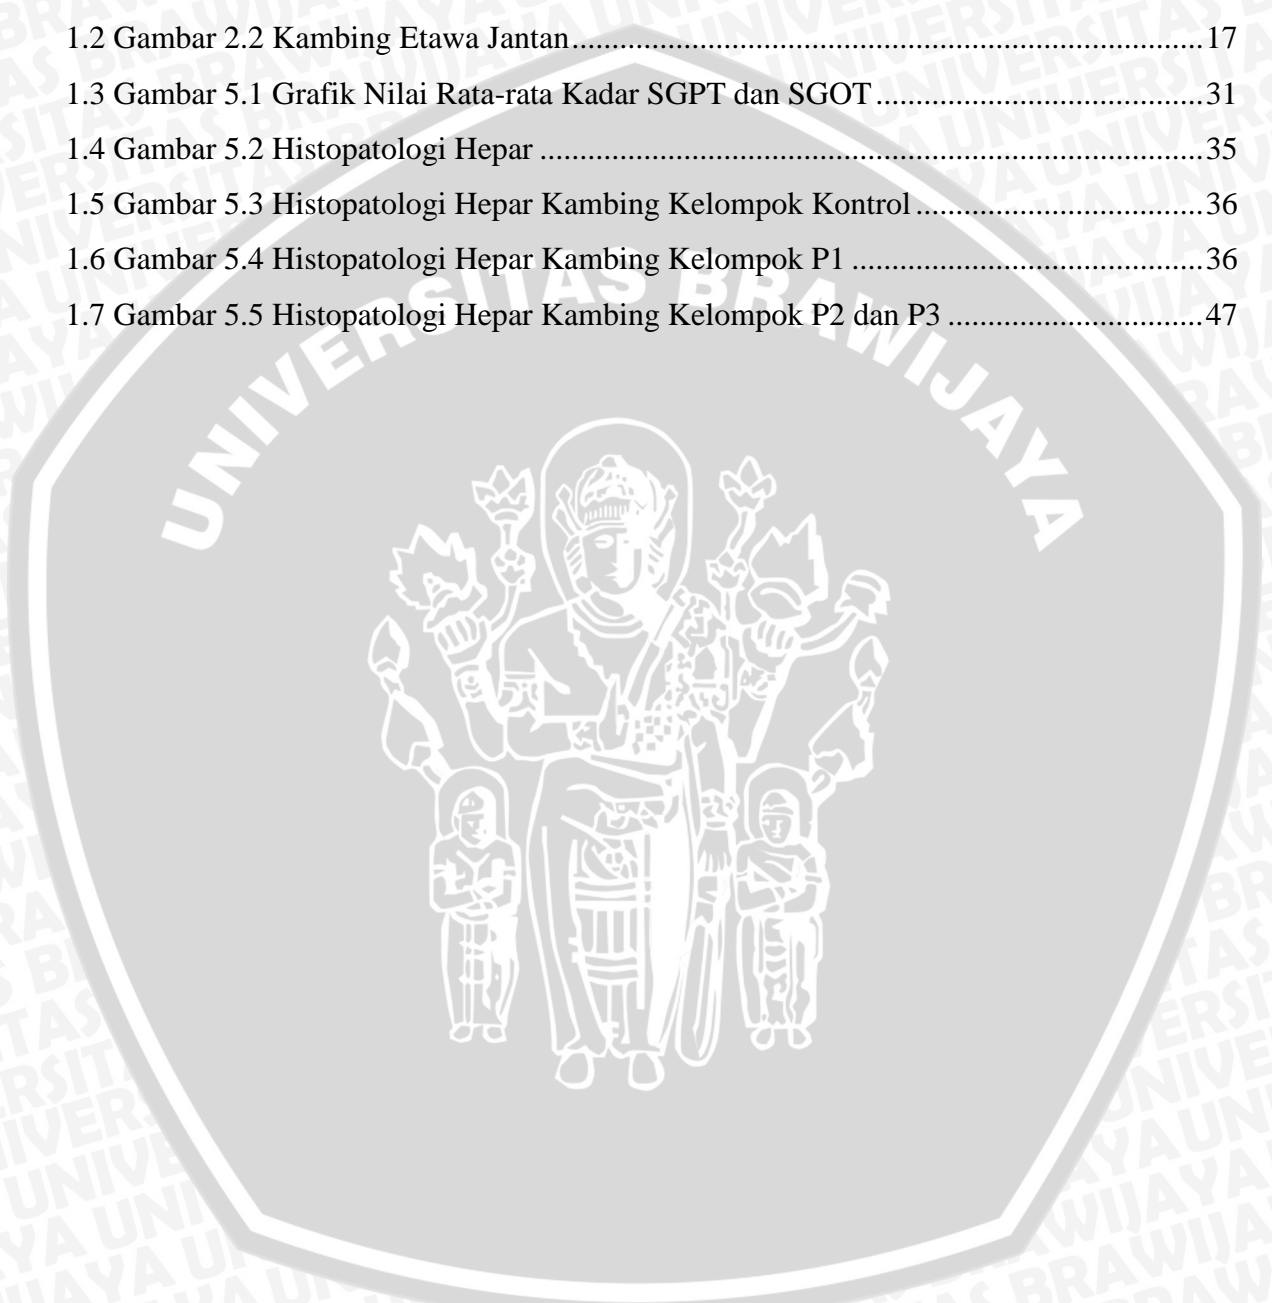 1.2 Gambar 2.2 Kambing Etawa Jantan................................................................................17
1.3 Gambar 5.1 Grafik Nilai Rata-rata Kadar SGPT dan SGOT.........................................31
1.4 Gambar 5.2 Histopatologi Hepar....................................................................................35
1.5 Gambar 5.3 Histopatologi Hepar Kambing Kelompok Kontrol....................................36
1.6 Gambar 5.4 Histopatologi Hepar Kambing Kelompok P1............................................36
1.7 Gambar 5.5 Histopatologi Hepar Kambing Kelompok P2 dan P3................................47
UNIVERSITAS BRAWIJAYA